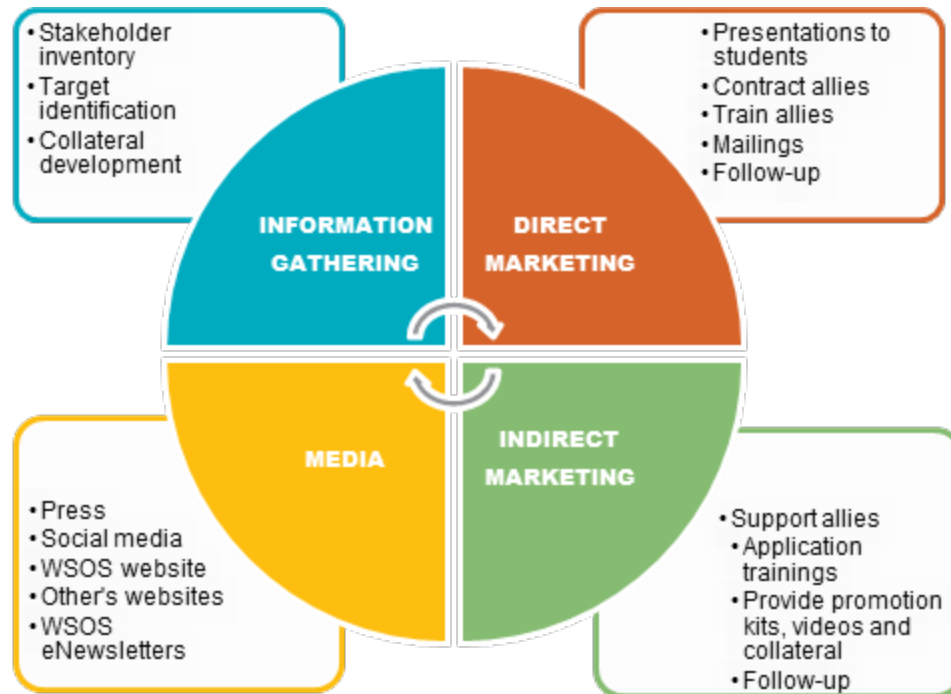 • Stakeholder
inventory
• Target
identification
• Collateral
development
• Presentations to
students
• Contract allies
• Train allies
• Mailings
• Follow-up
INFORMATION
GATHERING
DIRECT
MARKETING
MEDIA
INDIRECT
MARKETING
• Press
• Social media
• WSOS website
• Other's websites
• WSOS
eNewsletters
• Support allies
• Application
trainings
• Provide promotion
kits, videos and
collateral
• Follow-up